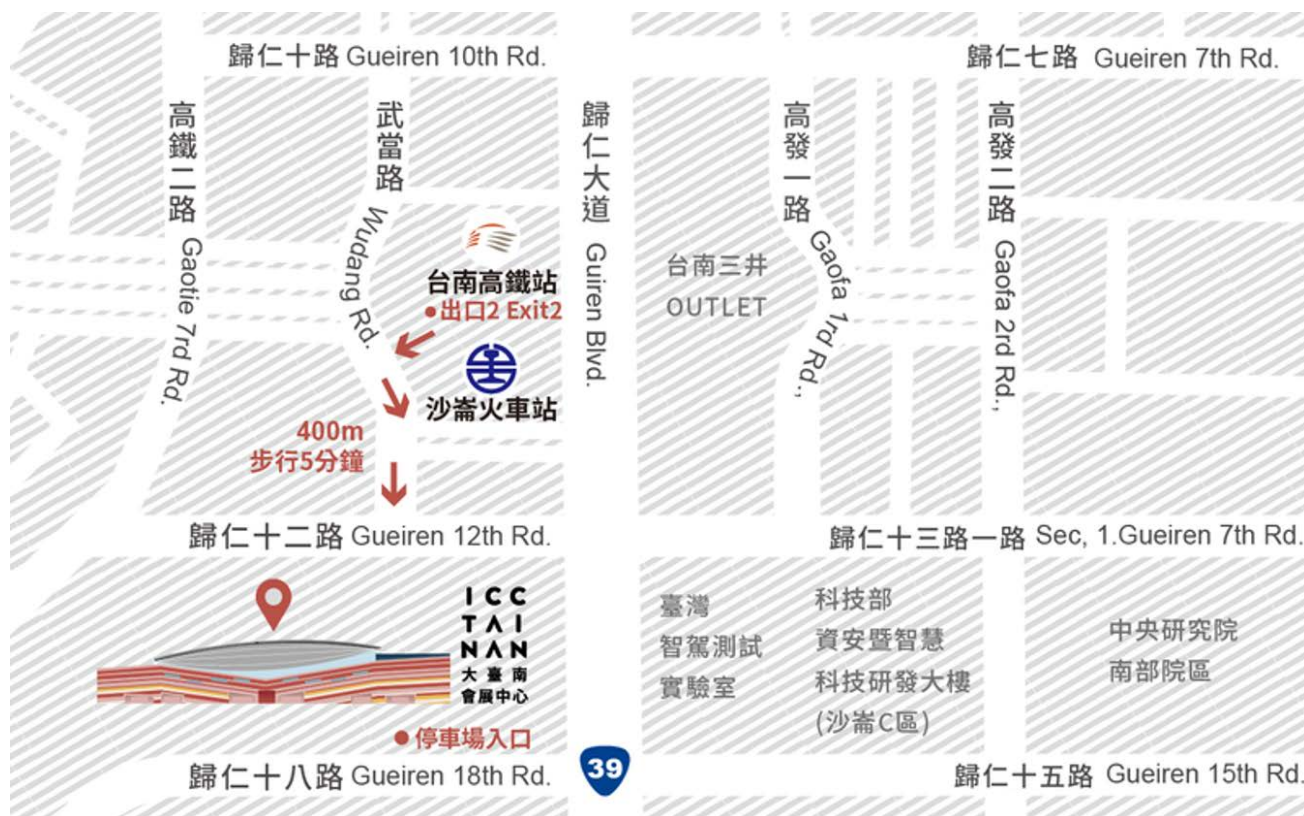 歸仁十路 Gueiren 10th Rd.
歸仁七路 Gueiren 7th Rd.
高鐵二路 Gaotie 7rd Rd.
武當路 Wudang Rd.
歸仁大道 Guiren Blvd.
高發一路 Gaofa 1rd Rd.,
高發二路 Gaofa 2rd Rd.,
台南高鐵站
•出口2 Exit2
沙崙火車站
台南三井
OUTLET
400m
步行5分鐘
歸仁十二路 Gueiren 12th Rd.
歸仁十三路一路 Sec, 1.Gueiren 7th Rd.
ICC
TAI
NAN
大臺南
會展中心
•停車場入口
臺灣
智駕測試
實驗室
科技部
資安暨智慧
科技研發大樓
(沙崙C區)
中央研究院
南部院區
歸仁十八路 Gueiren 18th Rd.
39
歸仁十五路 Gueiren 15th Rd.